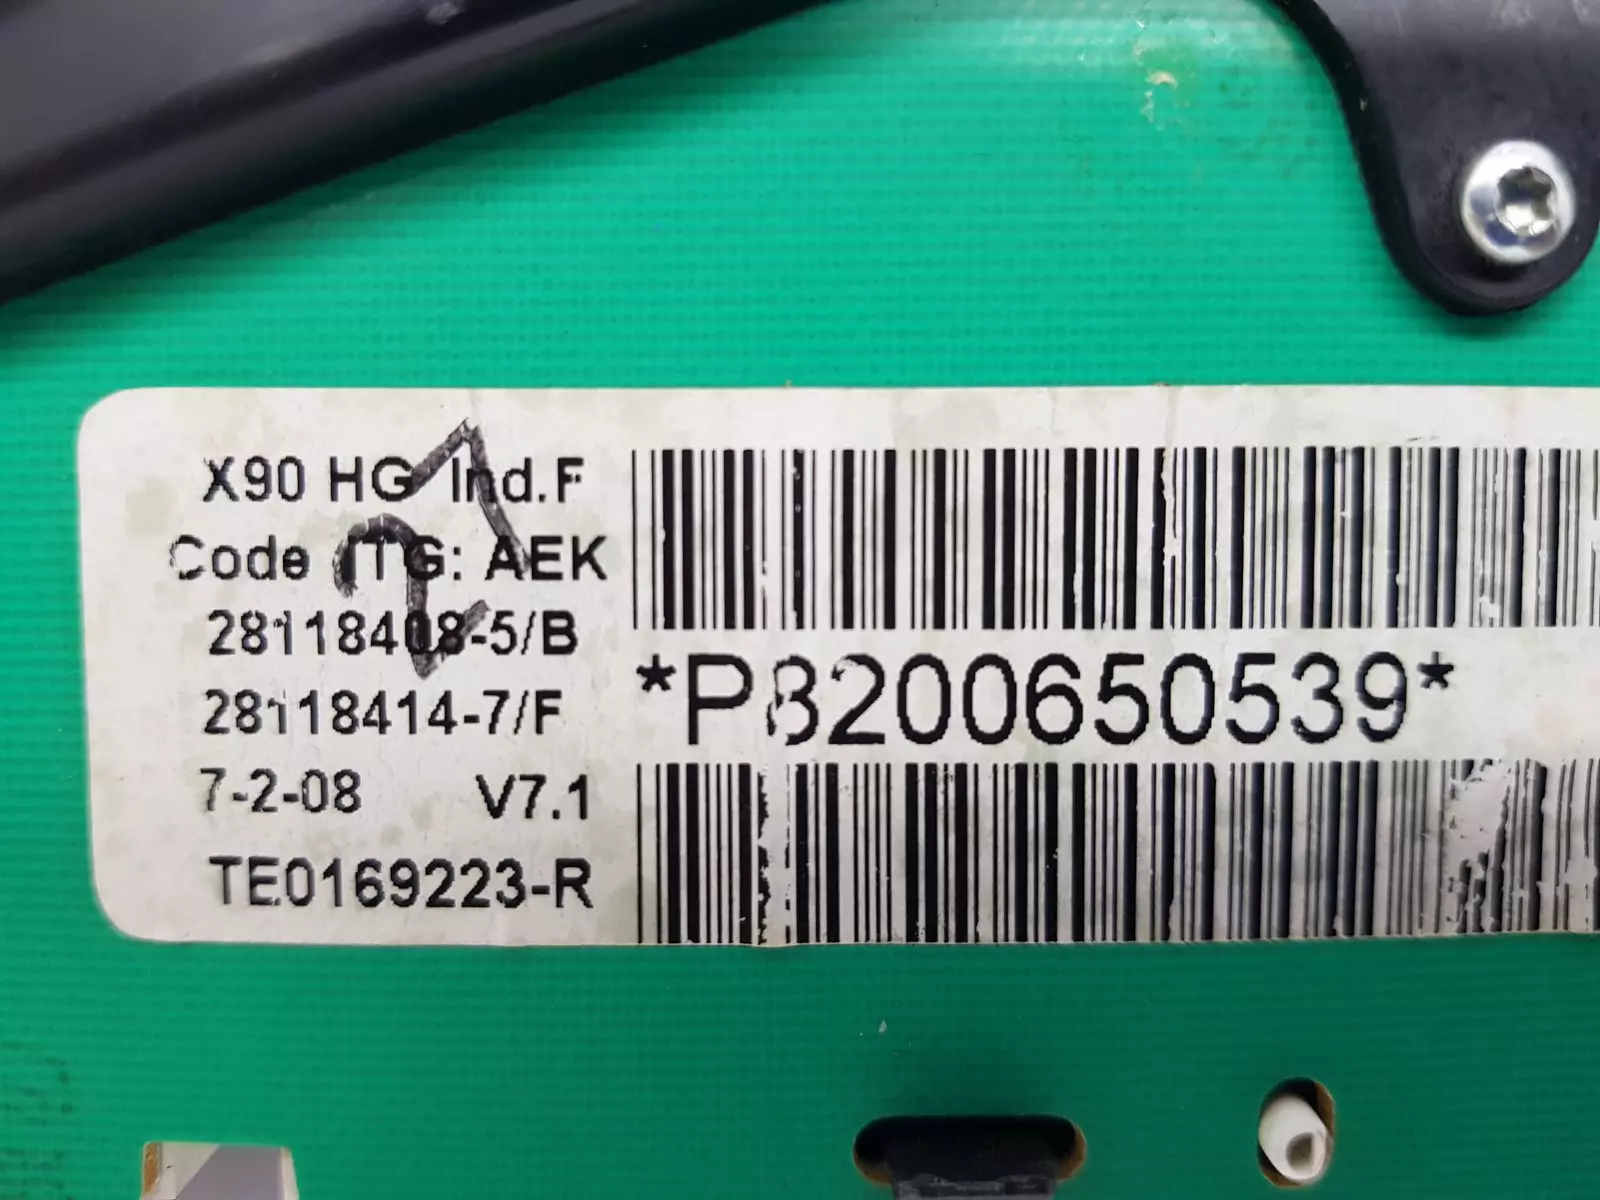 X90 HG Ind.F
Code ITG: AEK
28118408-5/B
28118414-7/F
7-2-08 V7.1
TE0169223-R
*P8200650539*